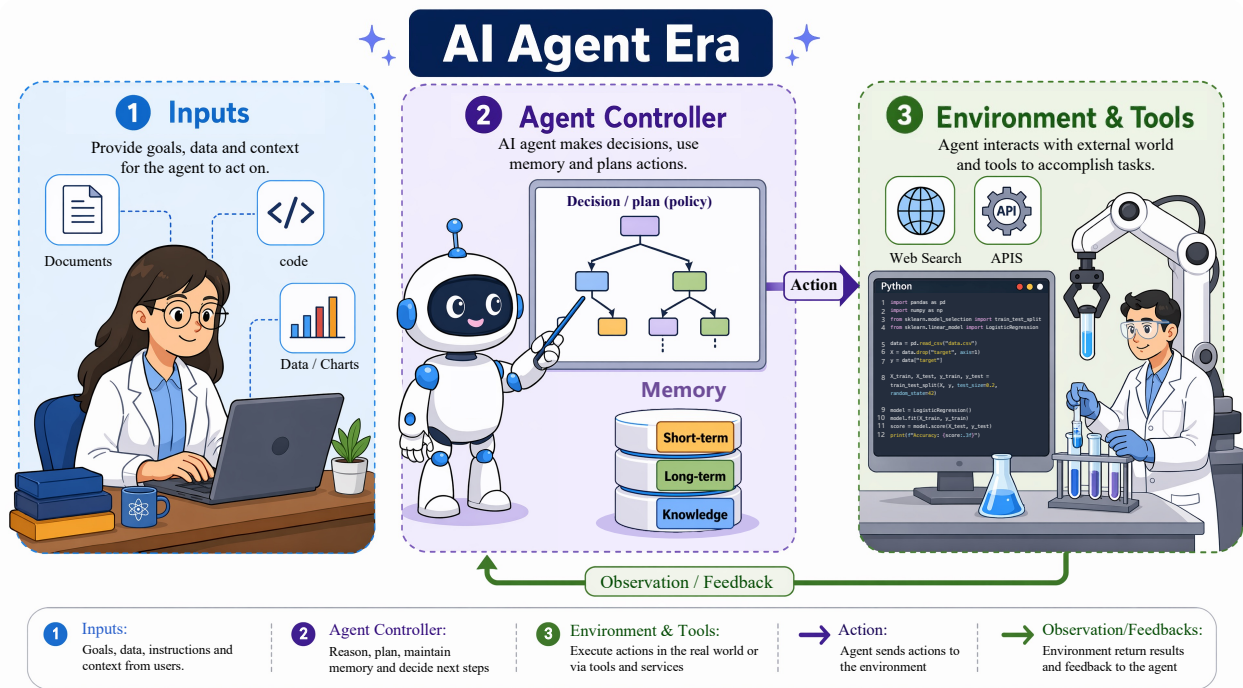 AI Agent Era
1 Inputs
Provide goals, data and context
for the agent to act on.
Documents
</>
code
Data / Charts
2 Agent Controller
AI agent makes decisions, use
memory and plans actions.
Decision / plan (policy)
Memory
Short-term
Long-term
Knowledge
Action
3 Environment & Tools
Agent interacts with external world
and tools to accomplish tasks.
Web Search
API
APIS
Python
1 import pandas as pd
2 import numpy as np
3 from sklearn.model_selection import train_test_split
4 from sklearn.linear_model import LogisticRegression
5 data = pd.read_csv("data.csv")
6 X = data.drop("target", axis=1)
7 y = data["target"]
8 X_train, X_test, y_train, y_test =
train_test_split(X, y, test_size=0.2,
random_state=42)
9 model = LogisticRegression()
10 model.fit(X_train, y_train)
11 score = model.score(X_test, y_test)
12 print(f"Accuracy: {score:.3f}")
Observation / Feedback
1 Inputs:
Goals, data, instructions and
context from users.
2 Agent Controller:
Reason, plan, maintain
memory and decide next steps
3 Environment & Tools:
Execute actions in the real world or
via tools and services
Action:
Agent sends actions to
the environment
Observation/Feedbacks:
Environment return results
and feedback to the agent